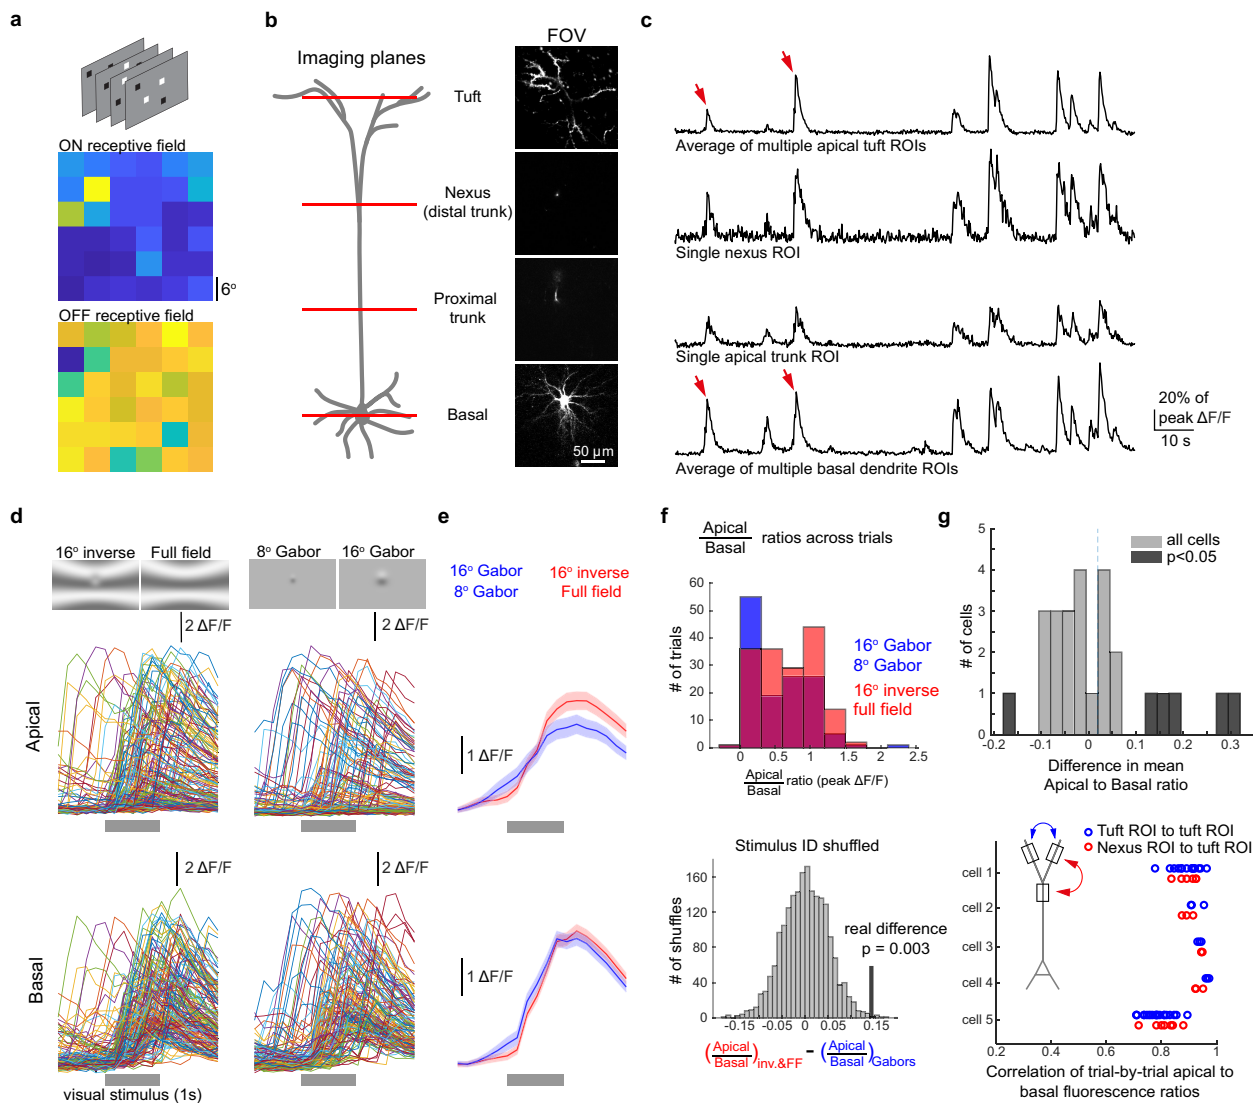 a
ON receptive field
6°
OFF receptive field
b
Imaging planes
FOV
Tuft
Nexus
(distal trunk)
Proximal
trunk
Basal
50 µm
c
Average of multiple apical tuft ROIs
Single nexus ROI
Single apical trunk ROI
Average of multiple basal dendrite ROIs
20% of
peak ΔF/F
10 s
d
16° inverse
Full field
8° Gabor
16° Gabor
2 ΔF/F
2 ΔF/F
Apical
2 ΔF/F
2 ΔF/F
Basal
visual stimulus (1s)
e
16° Gabor
8° Gabor
16° inverse
Full field
1 ΔF/F
1 ΔF/F
f
Apical
Basal
ratios across trials
60
50
40
30
20
10
0
# of trials
16° Gabor
8° Gabor
16° inverse
full field
0
0.5
1.0
1.5
2.0
2.5
Apical
Basal
ratio (peak ΔF/F)
Stimulus ID shuffled
160
120
80
40
0
# of shuffles
real difference
p = 0.003
-0.15
-0.05
0
0.05
0.15
(Apical
Basal)inv.&FF
-
(Apical
Basal)Gabors
g
5
4
3
2
1
0
# of cells
all cells
p<0.05
-0.2
-0.1
0
0.1
0.2
0.3
Difference in mean
Apical to Basal ratio
Tuft ROI to tuft ROI
Nexus ROI to tuft ROI
cell 1
cell 2
cell 3
cell 4
cell 5
0.2
0.4
0.6
0.8
1
Correlation of trial-by-trial apical to
basal fluorescence ratios